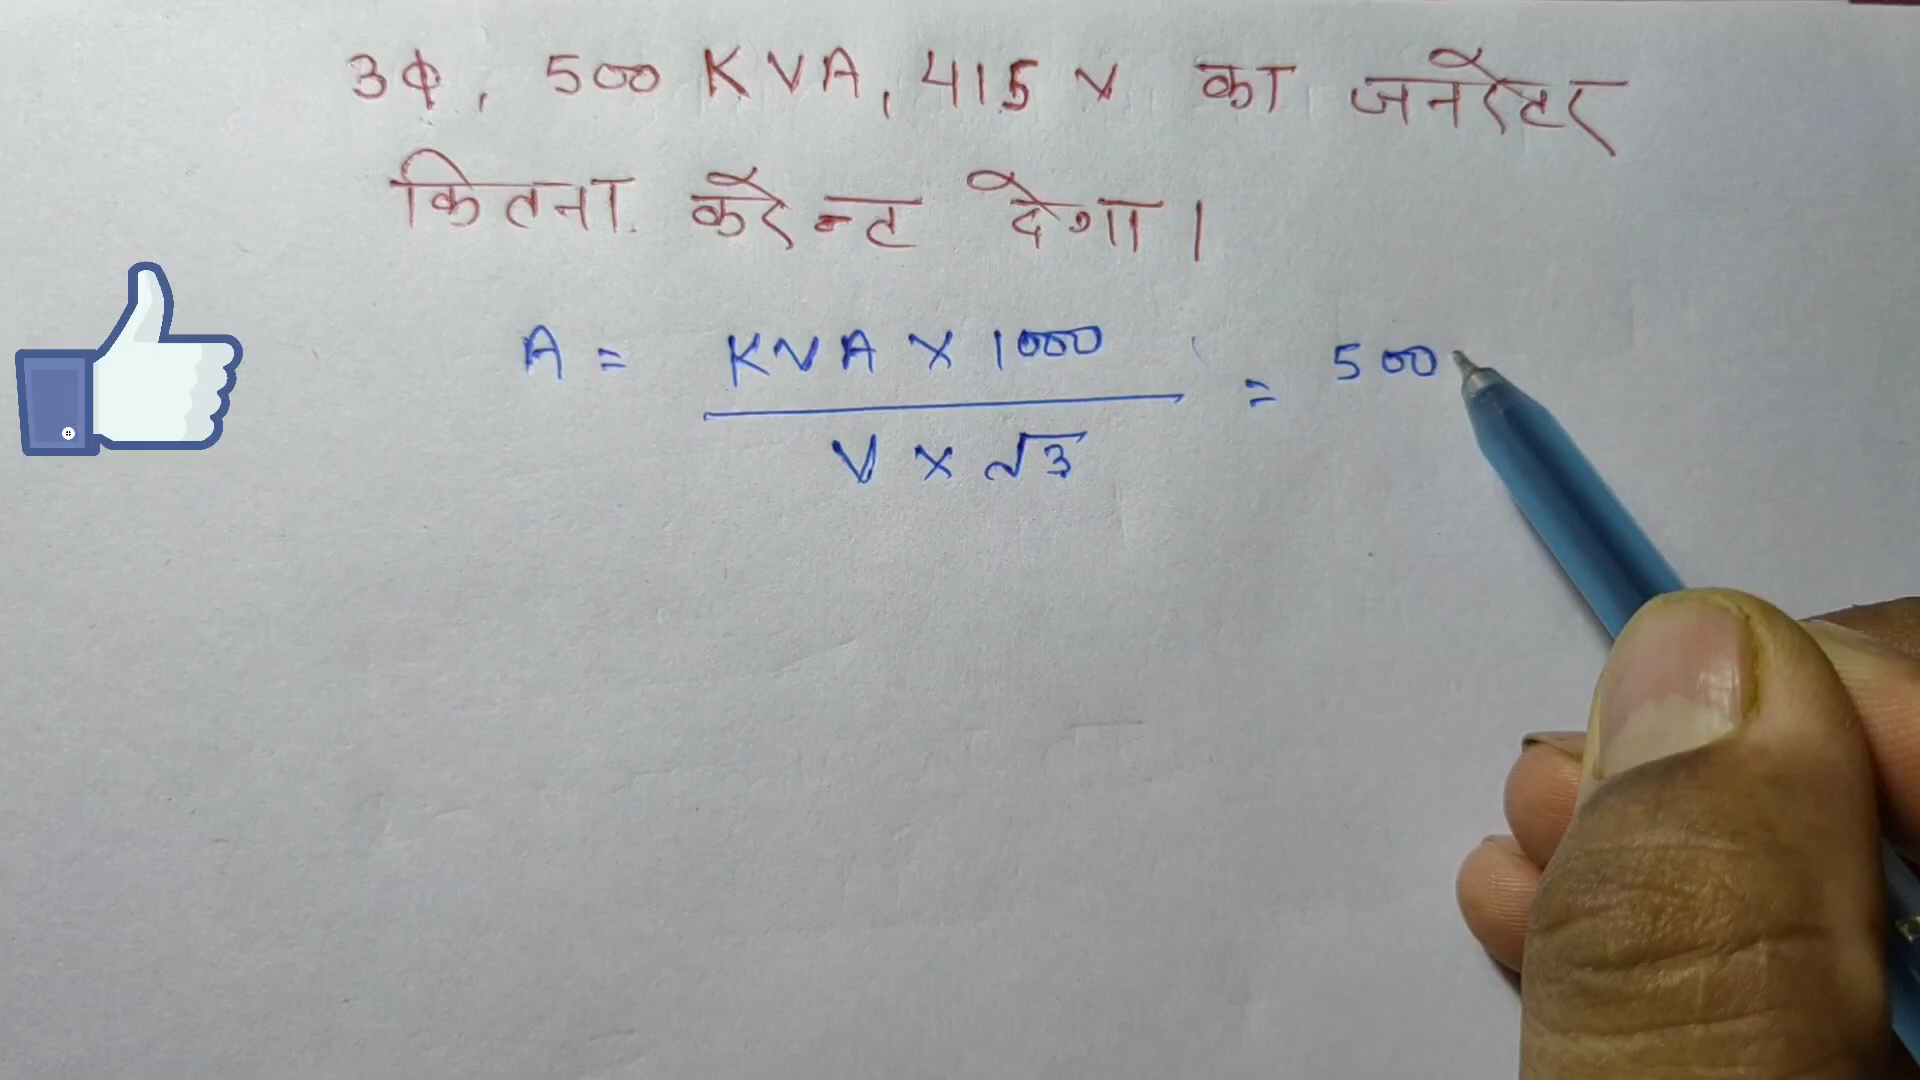 3Φ, 500 KVA, 415 V का जनरेटर
कितना करेन्ट देगा।
A = KVA X 1000 / V X √3 = 500